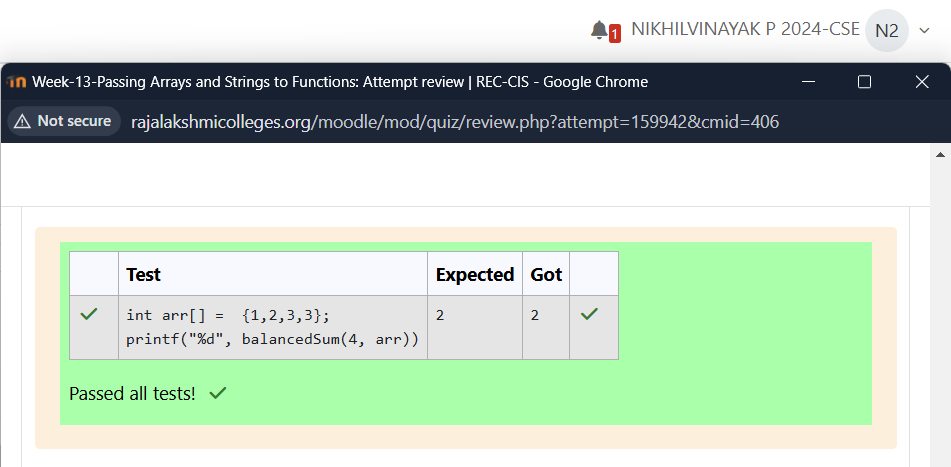 1 NIKHILVINAYAK P 2024-CSE N2
Week-13-Passing Arrays and Strings to Functions: Attempt review | REC-CIS - Google Chrome
Not secure rajalakshmicolleges.org/moodle/mod/quiz/review.php?attempt=159942&cmid=406
Test Expected Got
int arr[] =  {1,2,3,3}; 2 2
printf("%d", balancedSum(4, arr))
Passed all tests!